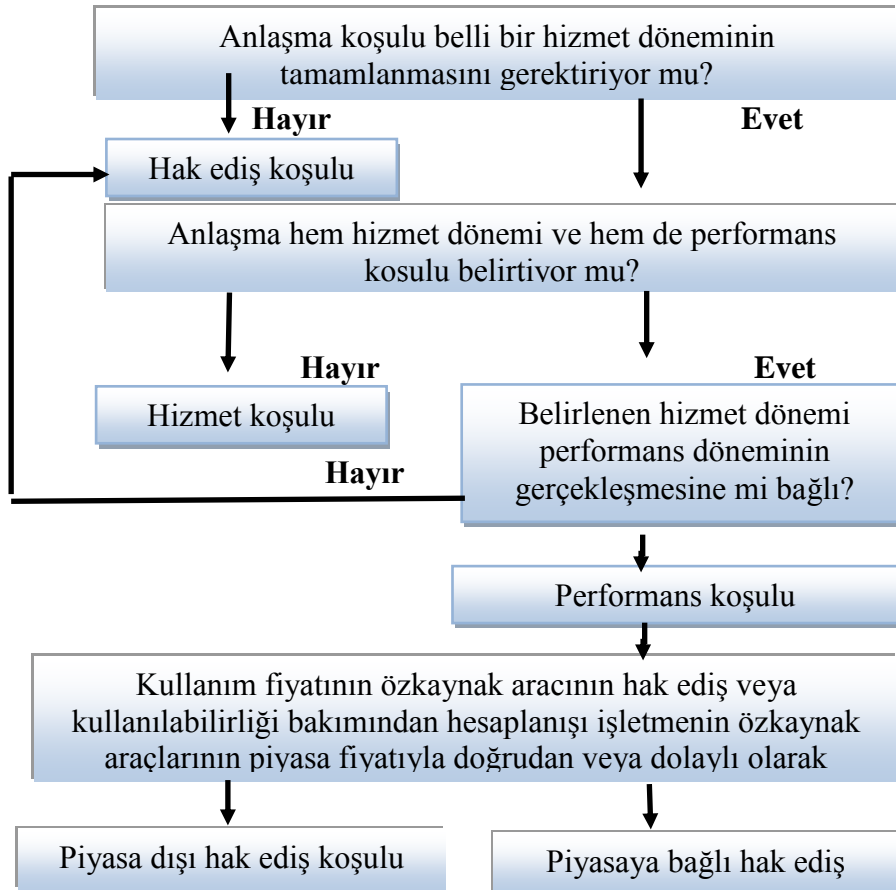 Anlaşma koşulu belli bir hizmet döneminin
tamamlanmasını gerektiriyor mu?
Hayır
Evet
Hak ediş koşulu
Anlaşma hem hizmet dönemi ve hem de performans
koşulu belirtiyor mu?
Hayır
Evet
Hizmet koşulu
Belirlenen hizmet dönemi
performans döneminin
gerçekleşmesine mi bağlı?
Hayır
Performans koşulu
Kullanım fiyatının özkaynak aracının hak ediş veya
kullanılabilirliği bakımından hesaplanışı işletmenin özkaynak
araçlarının piyasa fiyatıyla doğrudan veya dolaylı olarak
Piyasa dışı hak ediş koşulu
Piyasaya bağlı hak ediş